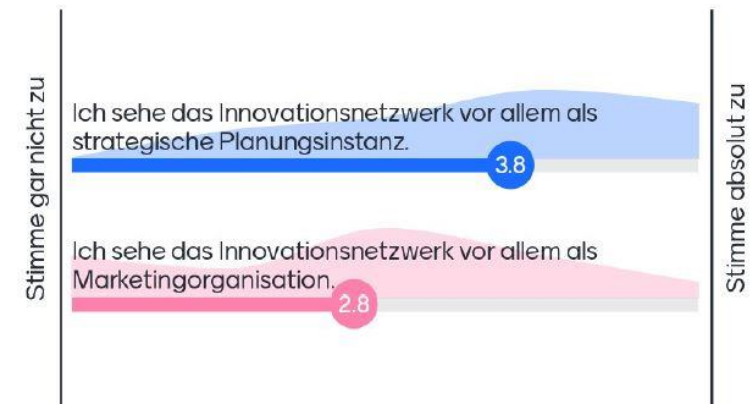 Stimme gar nicht zu
Ich sehe das Innovationsnetzwerk vor allem als
strategische Planungsinstanz.
3.8
Ich sehe das Innovationsnetzwerk vor allem als
Marketingorganisation.
2.8
Stimme absolut zu